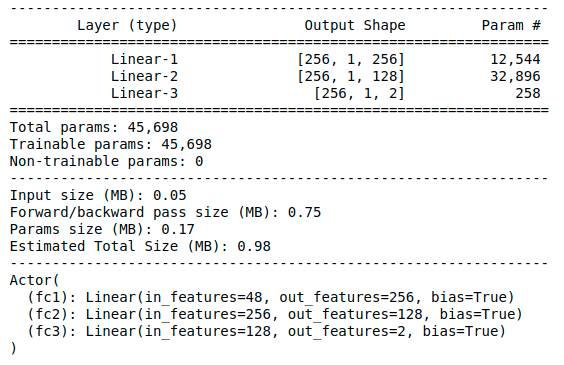 ----------------------------------------------------------------
        Layer (type)               Output Shape         Param #
================================================================
            Linear-1              [256, 1, 256]          12,544
            Linear-2              [256, 1, 128]          32,896
            Linear-3                [256, 1, 2]             258
================================================================
Total params: 45,698
Trainable params: 45,698
Non-trainable params: 0
----------------------------------------------------------------
Input size (MB): 0.05
Forward/backward pass size (MB): 0.75
Params size (MB): 0.17
Estimated Total Size (MB): 0.98
----------------------------------------------------------------
Actor(
  (fc1): Linear(in_features=48, out_features=256, bias=True)
  (fc2): Linear(in_features=256, out_features=128, bias=True)
  (fc3): Linear(in_features=128, out_features=2, bias=True)
)